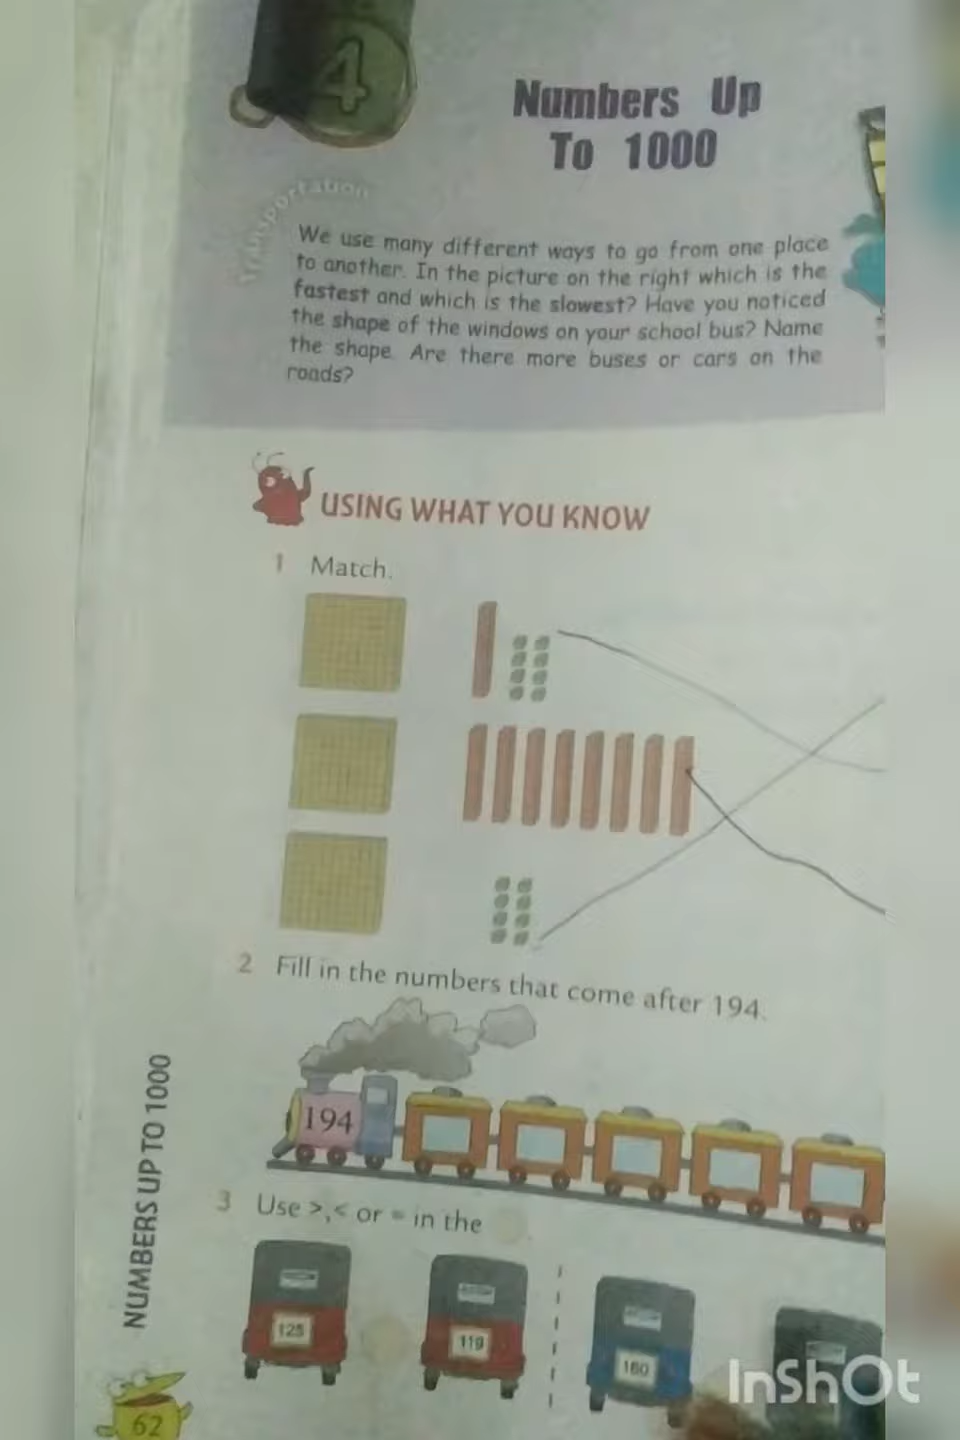 4
Numbers Up
To 1000
Transportation
We use many different ways to go from one place
to another. In the picture on the right which is the
fastest and which is the slowest? Have you noticed
the shape of the windows on your school bus? Name
the shape. Are there more buses or cars on the
roads?
USING WHAT YOU KNOW
1 Match.
2 Fill in the numbers that come after 194.
194
3 Use >,< or = in the
125
119
160
NUMBERS UP TO 1000
62
InShOt